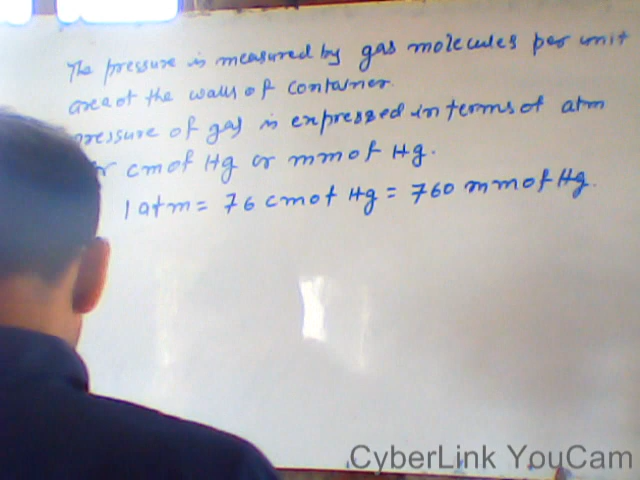 The pressure is measured by gas molecules per unit
area of the walls of container.
pressure of gas is expressed in terms of atm
or cm of Hg or mm of Hg.
1 atm = 76 cm of Hg = 760 mm of Hg.
CyberLink YouCam